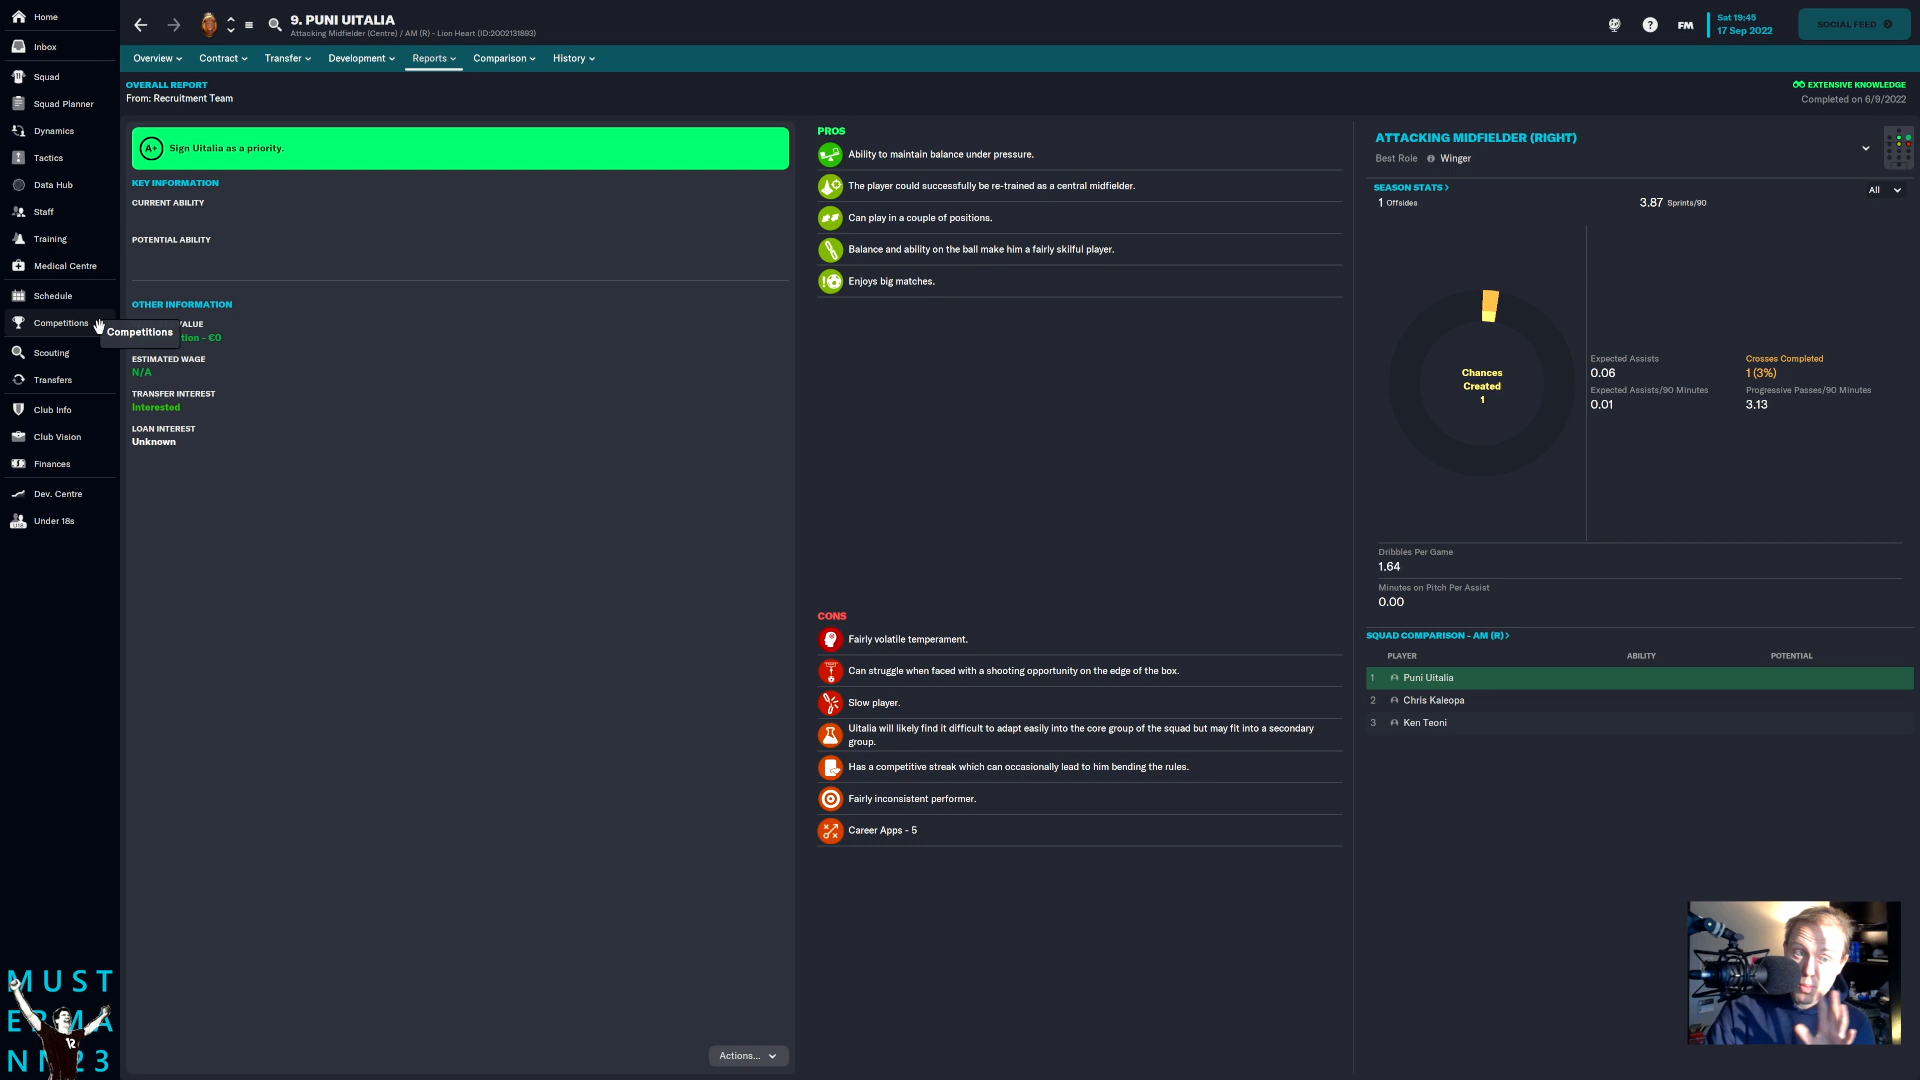 Home
Inbox
Squad
Squad Planner
Dynamics
Tactics
Data Hub
Staff
Training
Medical Centre
Schedule
Competitions
Scouting
Transfers
Club Info
Club Vision
Finances
Dev. Centre
Under 18s
Competitions
9. PUNI UITALIA
Attacking Midfielder (Centre) / AM (R) - Lion Heart (ID:2002131893)
FM
Sat 19:45
17 Sep 2022
SOCIAL FEED
Overview
Contract
Transfer
Development
Reports
Comparison
History
OVERALL REPORT
From: Recruitment Team
EXTENSIVE KNOWLEDGE
Completed on 6/9/2022
A+ Sign Uitalia as a priority.
KEY INFORMATION
CURRENT ABILITY
POTENTIAL ABILITY
OTHER INFORMATION
VALUE
tion - €0
ESTIMATED WAGE
N/A
TRANSFER INTEREST
Interested
LOAN INTEREST
Unknown
Actions...
PROS
Ability to maintain balance under pressure.
The player could successfully be re-trained as a central midfielder.
Can play in a couple of positions.
Balance and ability on the ball make him a fairly skilful player.
Enjoys big matches.
CONS
Fairly volatile temperament.
Can struggle when faced with a shooting opportunity on the edge of the box.
Slow player.
Uitalia will likely find it difficult to adapt easily into the core group of the squad but may fit into a secondary
group.
Has a competitive streak which can occasionally lead to him bending the rules.
Fairly inconsistent performer.
Career Apps - 5
ATTACKING MIDFIELDER (RIGHT)
Best Role Winger
SEASON STATS >
All
1 Offsides
3.87 Sprints/90
Chances
Created
1
Expected Assists
0.06
Crosses Completed
1 (3%)
Expected Assists/90 Minutes
0.01
Progressive Passes/90 Minutes
3.13
Dribbles Per Game
1.64
Minutes on Pitch Per Assist
0.00
SQUAD COMPARISON - AM (R) >
PLAYER ABILITY POTENTIAL
1 Puni Uitalia
2 Chris Kaleopa
3 Ken Teoni
MUST
ERMA
NN23